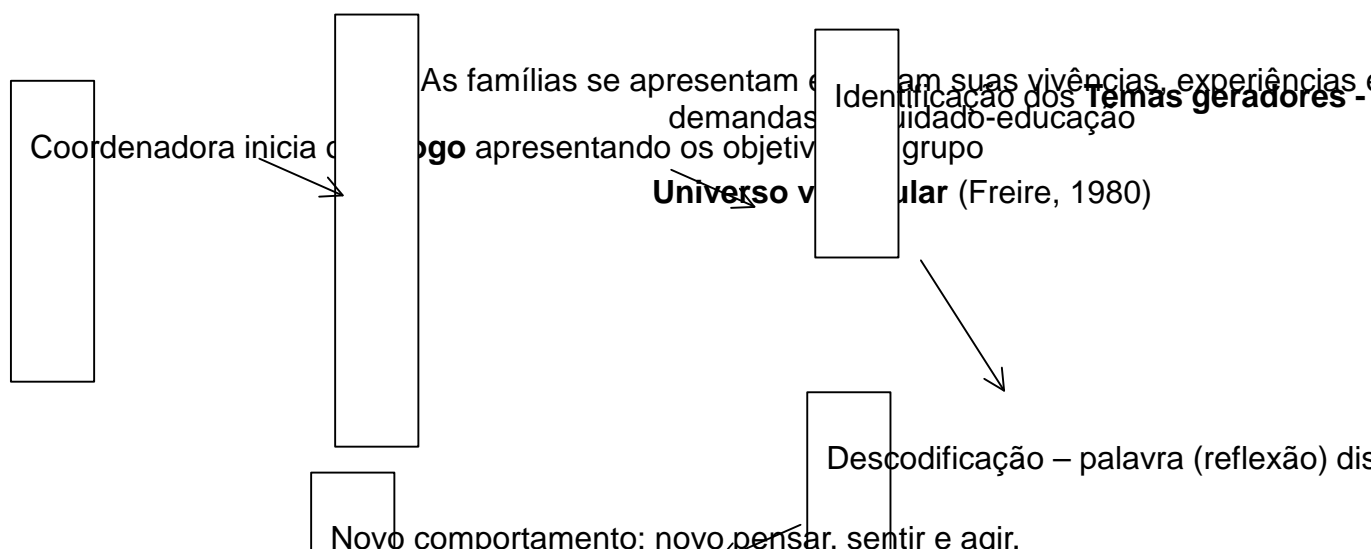 Coordenadora inicia o ogo apresentando os objetiv grupo
As famílias se apresentam e am suas vivências, experiências e
demandas uidado-educação
Identificação dos Temas geradores -
Universo v ular (Freire, 1980)
Descodificação – palavra (reflexão) dis
Novo comportamento: novo pensar, sentir e agir.